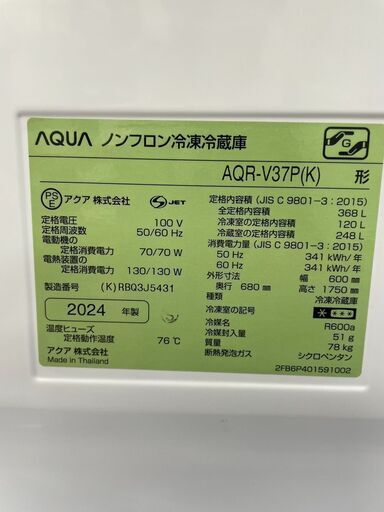 AQUA ノンフロン冷凍冷蔵庫
G
AQR-V37P(K) 形
PS E アクア 株式会社 S JET
定格電圧 100 V
定格周波数 50/60 Hz
電動機の
定格消費電力 70/70 W
電熱装置の
定格消費電力 130/130 W
製造番号 (K)RBQ3J5431
2024 年製
温度ヒューズ
定格動作温度 76℃
アクア 株式会社
Made in Thailand
定格内容積 (JIS C 9801-3:2015)
全定格内容積 368 L
冷凍室の定格内容積 120 L
冷蔵室の定格内容積 248 L
消費電力量 (JIS C 9801-3:2015)
50 Hz 341 kWh/年
60 Hz 341 kWh/年
外形寸法 幅 600 mm
奥行 680 mm 高さ 1750 mm
種類 冷凍冷蔵庫
冷凍室の記号 * ***
冷媒名 R600a
冷媒封入量 51 g
質量 78 kg
断熱発泡ガス シクロペンタン
2FB6P401591002